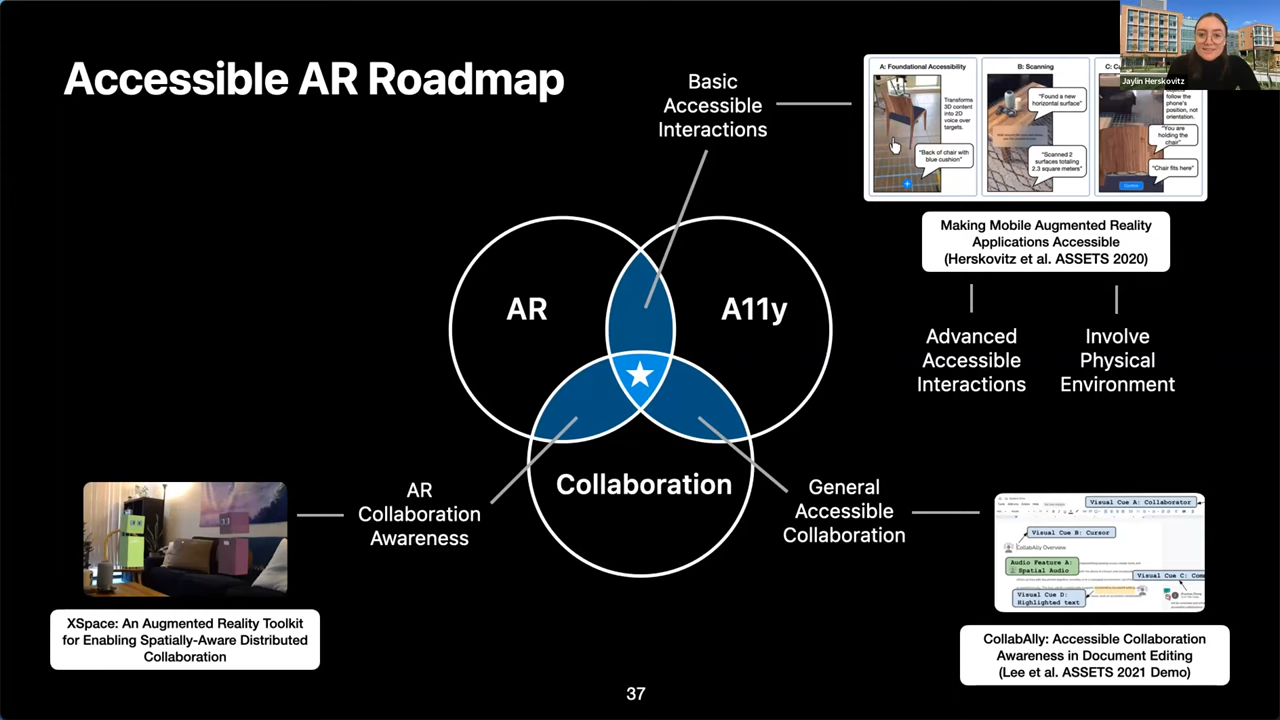 Accessible AR Roadmap
Jaylin Herskovitz
Basic
Accessible
Interactions
A: Foundational Accessibility
Transforms
3D content
into 2D
voice over
targets.
"Back of chair with
blue cushion"
B: Scanning
"Found a new
horizontal surface"
"Scanned 2
surfaces totaling
2.3 square meters"
follow the
phone's
position, not
orientation.
"You are
holding the
chair"
"Chair fits here"
Confirm
Making Mobile Augmented Reality
Applications Accessible
(Herskovitz et al. ASSETS 2020)
Advanced
Accessible
Interactions
Involve
Physical
Environment
AR
A11y
Collaboration
AR
Collaboration
Awareness
General
Accessible
Collaboration
XSpace: An Augmented Reality Toolkit
for Enabling Spatially-Aware Distributed
Collaboration
Visual Cue A: Collaborator
Visual Cue B: Cursor
CollabAlly Overview
Audio Feature A:
Spatial Audio
Visual Cue C: Com
Visual Cue D:
Highlighted text
CollabAlly: Accessible Collaboration
Awareness in Document Editing
(Lee et al. ASSETS 2021 Demo)
37